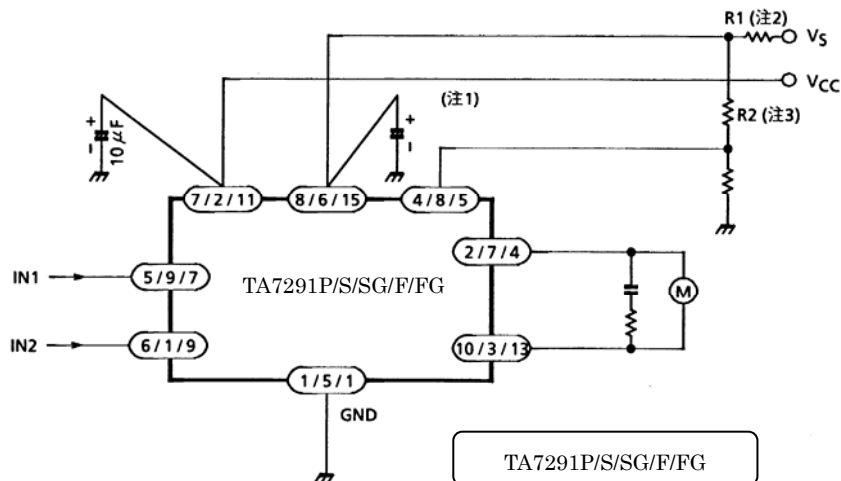 R1 (注2)
VS
VCC
(注1)
R2 (注3)
+
−
10μF
+
−
7/2/11
8/6/15
4/8/5
2/7/4
IN1
5/9/7
TA7291P/S/SG/F/FG
M
IN2
6/1/9
10/3/13
1/5/1
GND
TA7291P/S/SG/F/FG